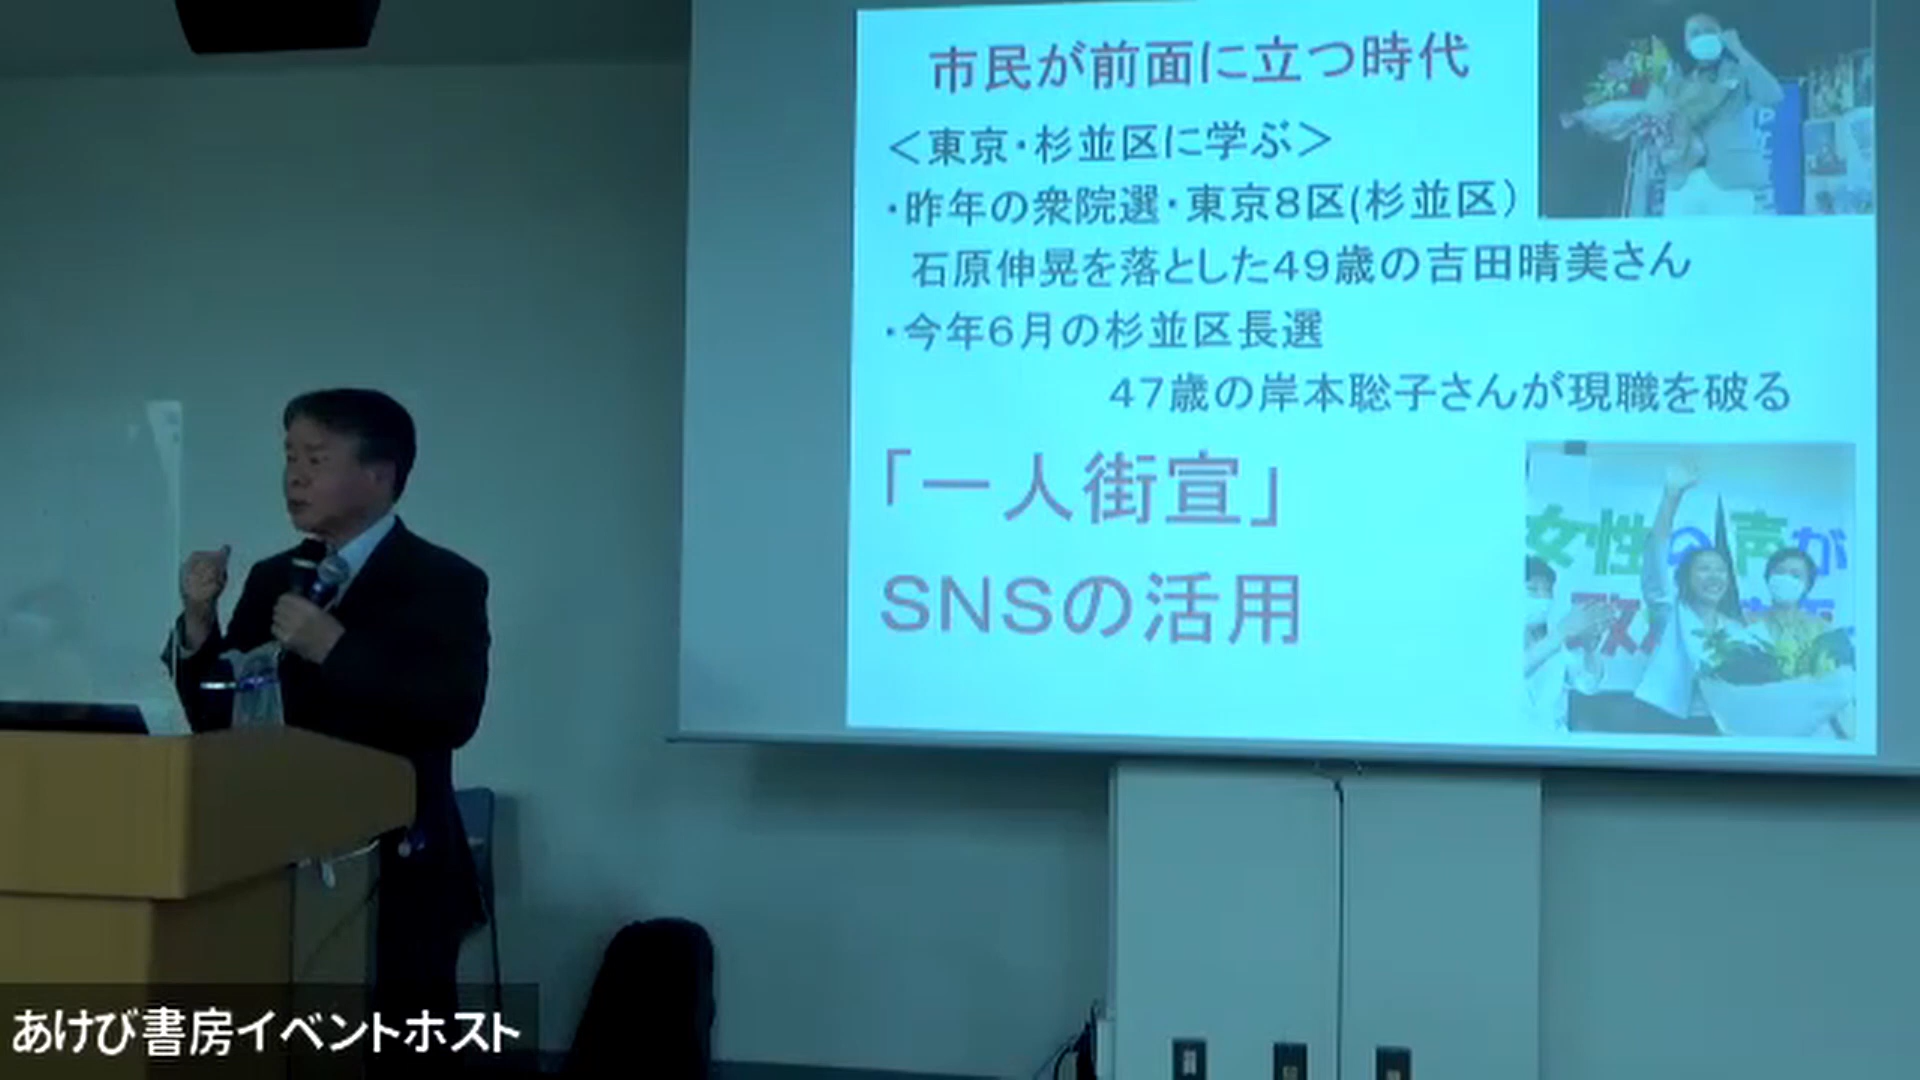 市民が前面に立つ時代
＜東京・杉並区に学ぶ＞
・昨年の衆院選・東京８区(杉並区）
石原伸晃を落とした４９歳の吉田晴美さん
・今年６月の杉並区長選
４７歳の岸本聡子さんが現職を破る
「一人街宣」
ＳＮＳの活用
女性の声が
あけび書房イベントホスト